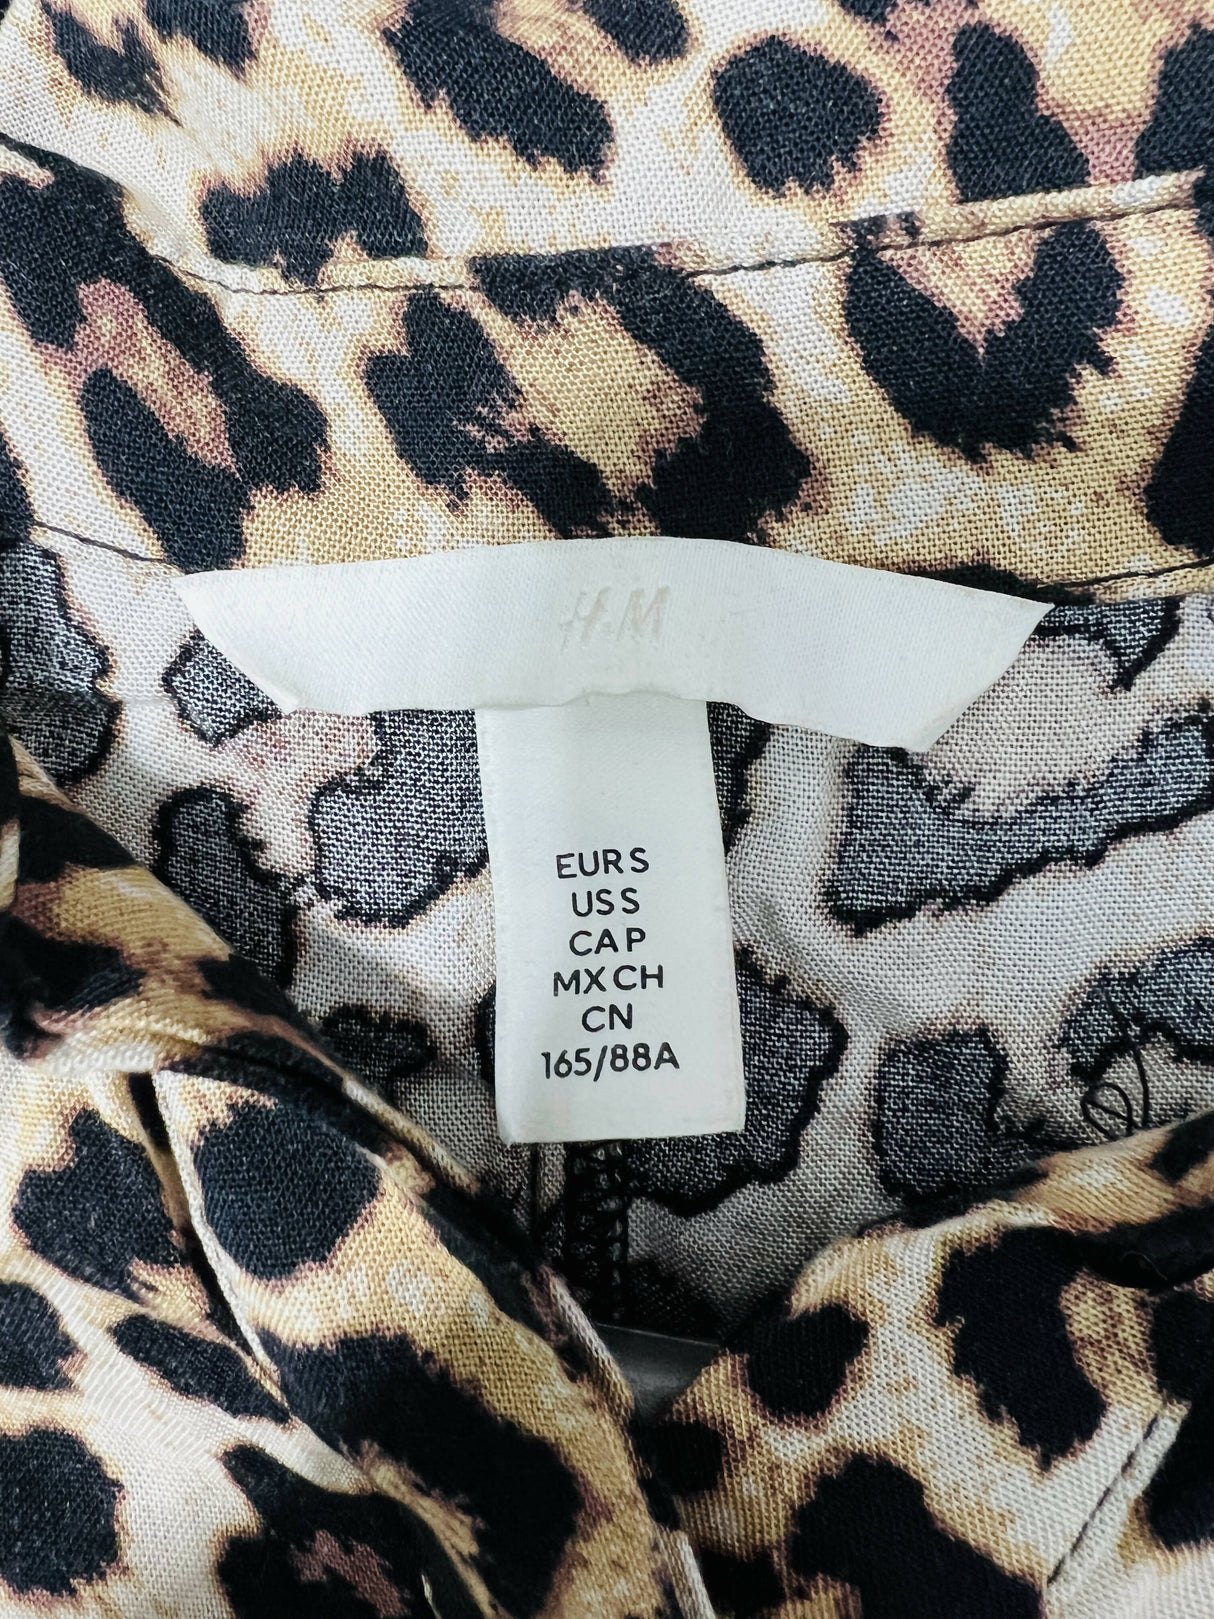 H&M
EUR S
US S
CA P
MX CH
CN
165/88A